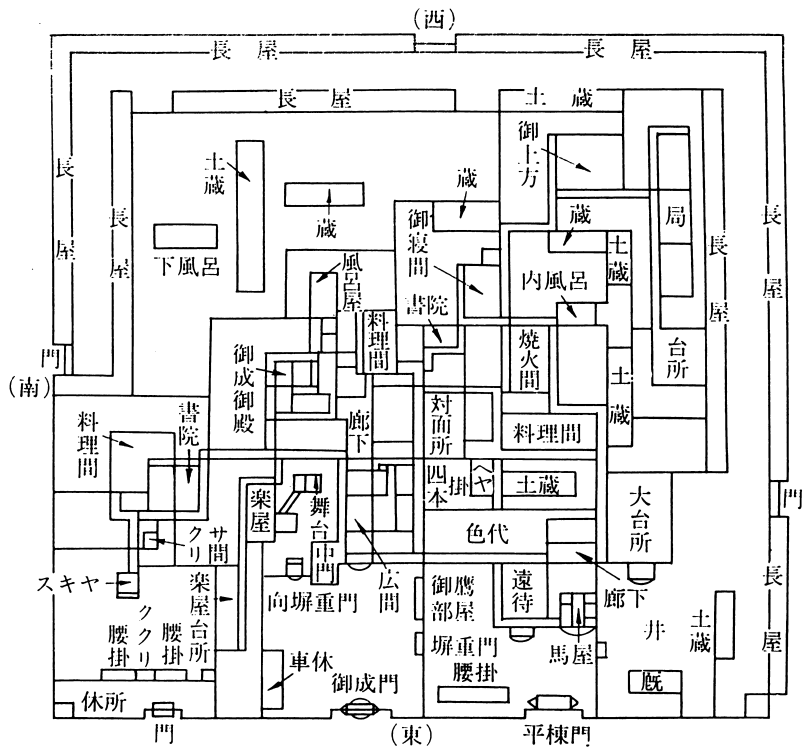 (西)
長屋
長屋
長屋
土蔵
御上方
土蔵
蔵
蔵
長屋
長屋
下風呂
御寝間
蔵
局
土蔵
長屋
長屋
風呂屋
書院
内風呂
料理間
焼火間
台所
門
(南)
御成御殿
廊下
対面所
料理間
土蔵
料理間
書院
楽屋
舞台
中門
四本掛
ヘヤ
土蔵
大台所
門
クリ
サ間
色代
スキヤ
向塀重門
広間
御鷹部屋
遠待
廊下
長屋
ククリ
腰掛
腰掛
楽屋台所
車休
塀重門
腰掛
馬屋
井
土蔵
厩
休所
門
御成門
(東)
平棟門